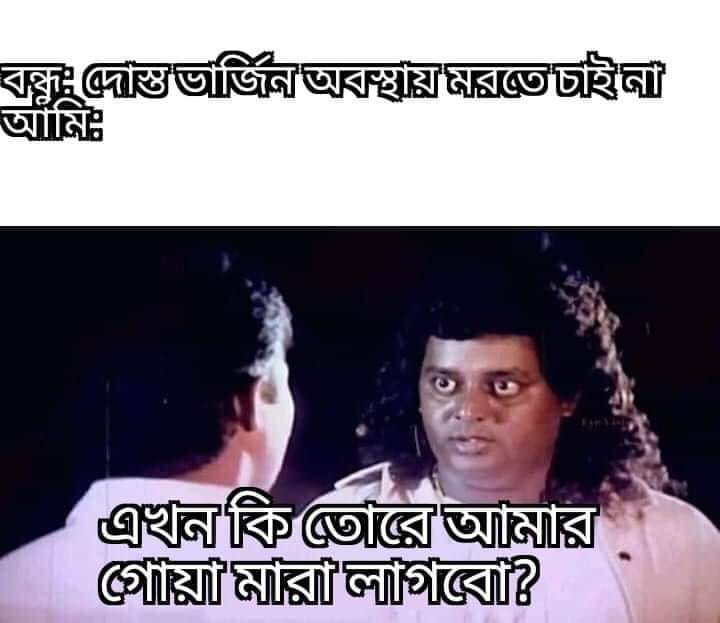 বন্ধু: দোস্ত ভার্জিন অবস্থায় মরতে চাই না
আমি:
এখন কি তোরে আমার
গোয়া মারা লাগবো?